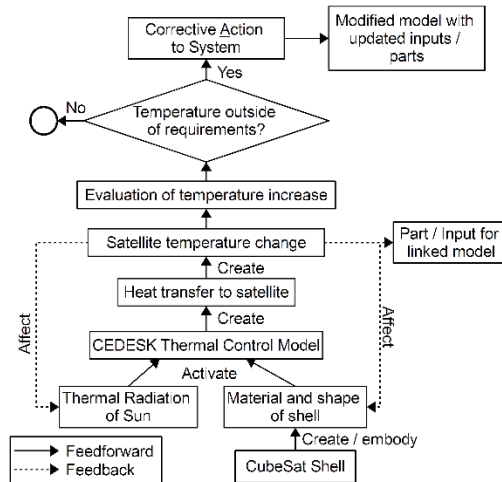 Corrective Action
to System
Modified model with
updated inputs /
parts
Yes
No
Temperature outside
of requirements?
Evaluation of temperature increase
Satellite temperature change
Part / Input for
linked model
Create
Heat transfer to satellite
Affect
Affect
Create
CEDESK Thermal Control Model
Activate
Thermal Radiation
of Sun
Material and shape
of shell
Create / embody
Feedforward
Feedback
CubeSat Shell